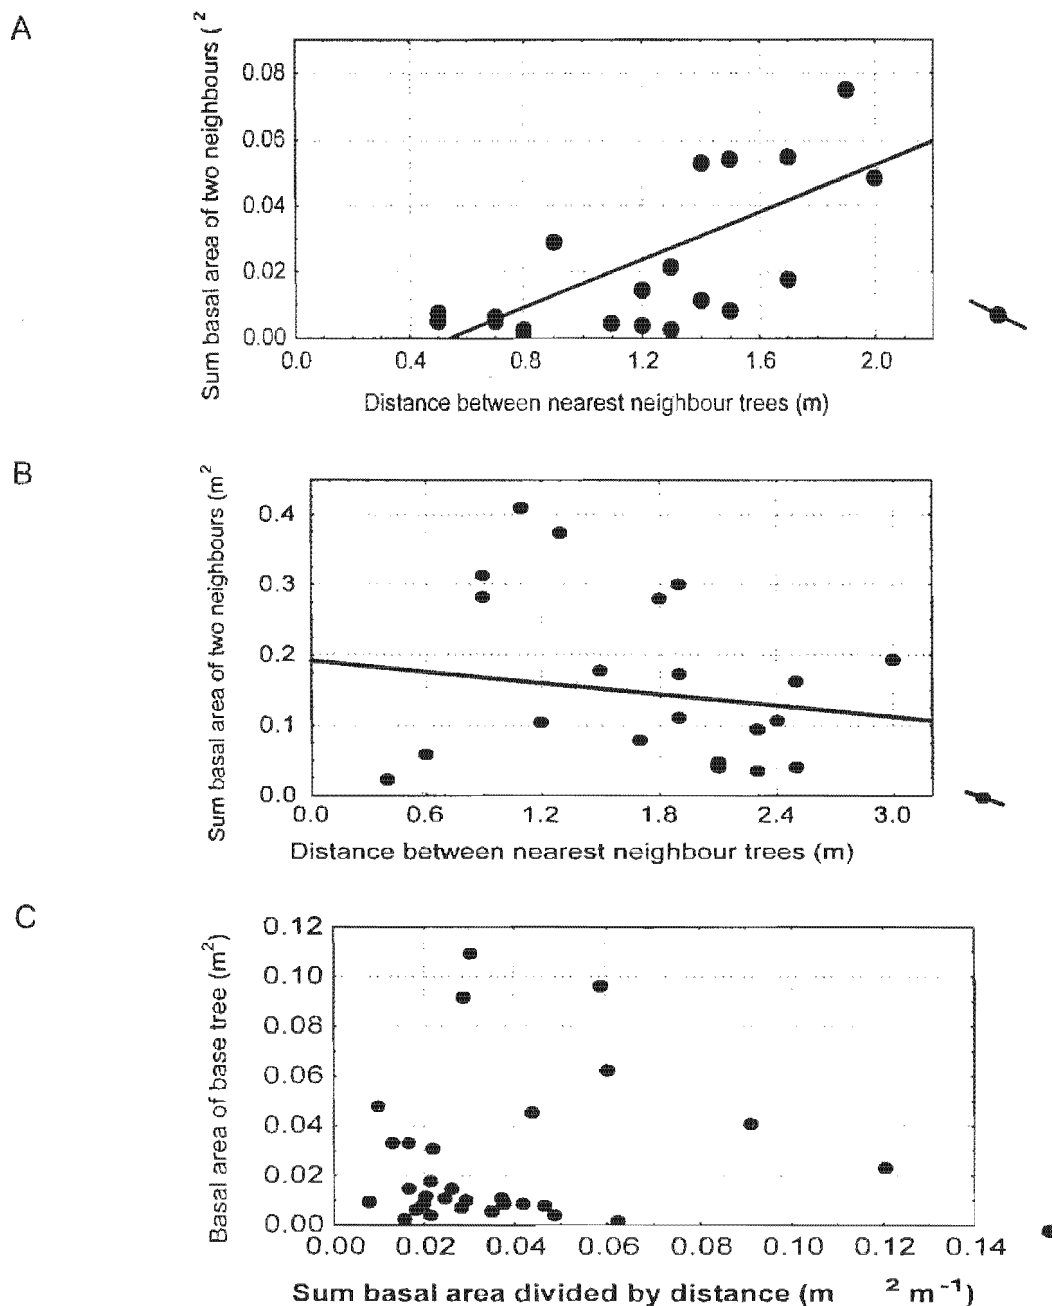 A
Sum basal area of two neighbours (²
0.08
0.06
0.04
0.02
0.00
0.0 0.4 0.8 1.2 1.6 2.0
Distance between nearest neighbour trees (m)
B
Sum basal area of two neighbours (m²
0.4
0.3
0.2
0.1
0.0
0.0 0.6 1.2 1.8 2.4 3.0
Distance between nearest neighbour trees (m)
C
Basal area of base tree (m²)
0.12
0.10
0.08
0.06
0.04
0.02
0.00
0.00 0.02 0.04 0.06 0.08 0.10 0.12 0.14
Sum basal area divided by distance (m ² m⁻¹)